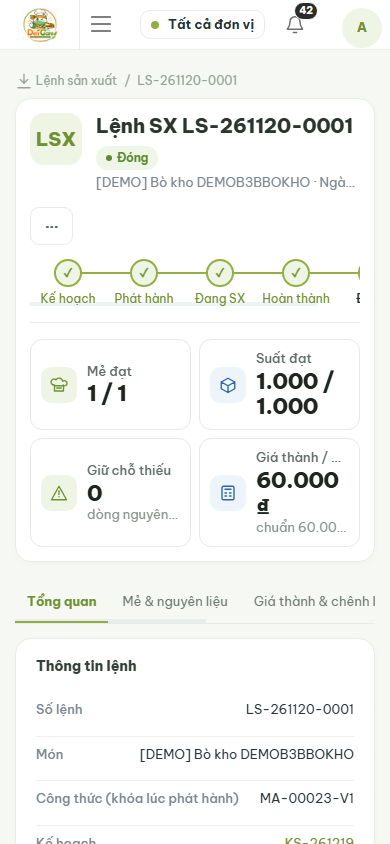 Tất cả đơn vị
42
A
Lệnh sản xuất / LS-261120-0001
LSX
Lệnh SX LS-261120-0001
Đóng
[DEMO] Bò kho DEMOB3BBOKHO · Ngà...
...
Kế hoạch
Phát hành
Đang SX
Hoàn thành
Mẻ đạt
1 / 1
Suất đạt
1.000 /
1.000
Giữ chỗ thiếu
0
dòng nguyên...
Giá thành / ...
60.000
đ
chuẩn 60.00...
Tổng quan
Mẻ & nguyên liệu
Giá thành & chênh l
Thông tin lệnh
Số lệnh
LS-261120-0001
Món
[DEMO] Bò kho DEMOB3BBOKHO
Công thức (khóa lúc phát hành)
MA-00023-V1
Kế hoạch
KS-261219